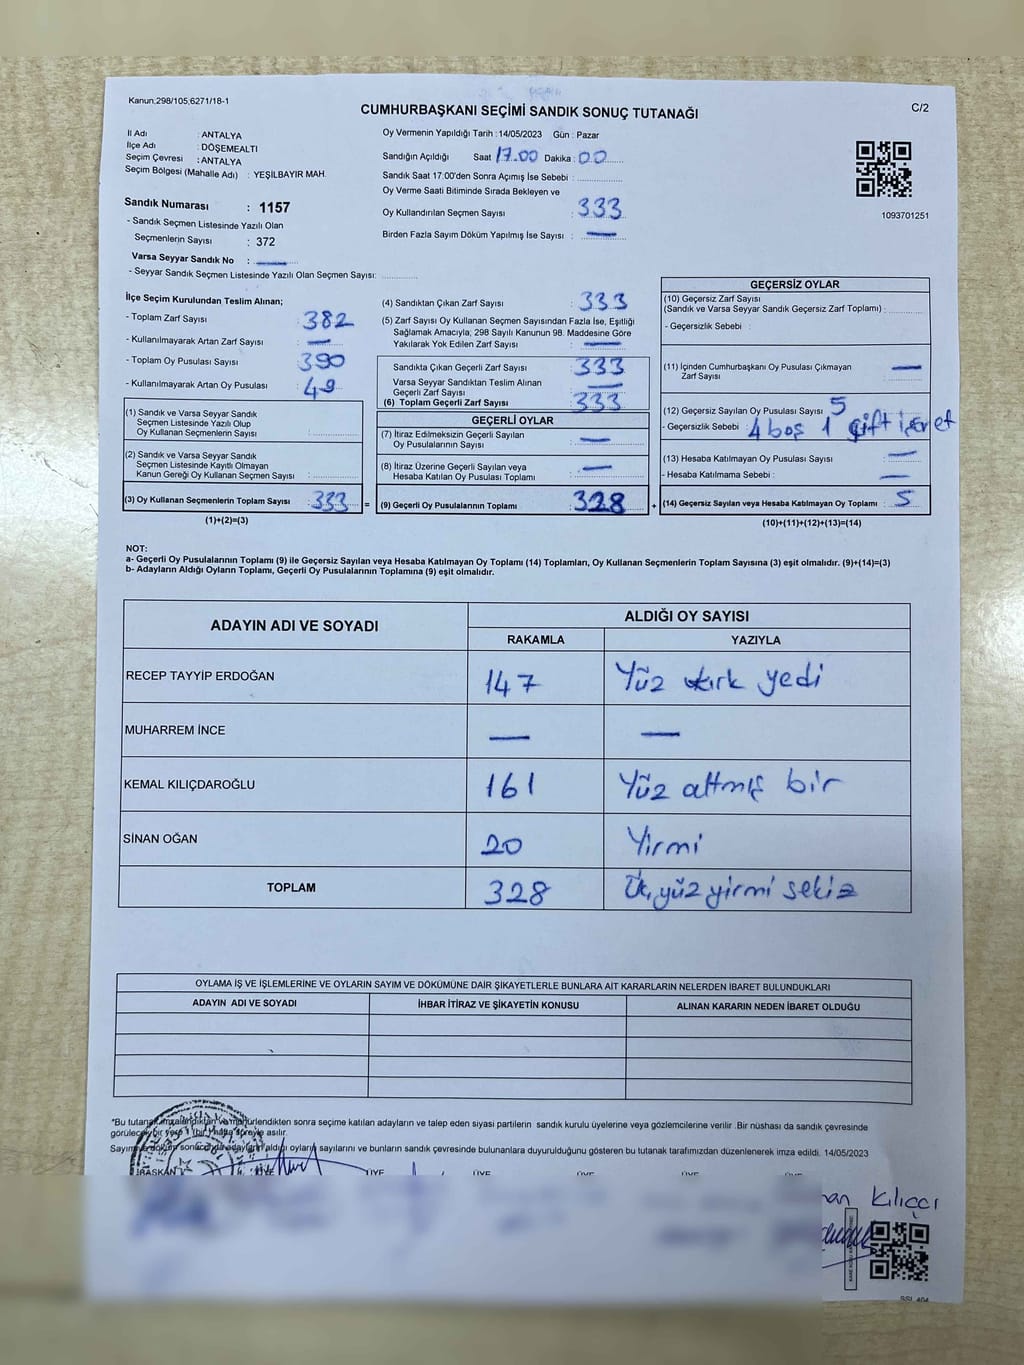 Kanun;298/105,6271/18-1
CUMHURBAŞKANI SEÇİMİ SANDIK SONUÇ TUTANAĞI
C/2
İl Adı : ANTALYA
İlçe Adı : DÖŞEMEALTI
Seçim Çevresi : ANTALYA
Seçim Bölgesi (Mahalle Adı) : YEŞİLBAYIR MAH.
Sandık Numarası : 1157
- Sandık Seçmen Listesinde Yazılı Olan
Seçmenlerin Sayısı : 372
Varsa Seyyar Sandık No : —
- Seyyar Sandık Seçmen Listesinde Yazılı Olan Seçmen Sayısı: ............
Oy Vermenin Yapıldığı Tarih : 14/05/2023 Gün : Pazar
Sandığın Açıldığı Saat 17.00 Dakika : 00
Sandık Saat 17:00'den Sonra Açımış İse Sebebi : ............
Oy Verme Saati Bitiminde Sırada Bekleyen ve
Oy Kullandırılan Seçmen Sayısı : 333
Birden Fazla Sayım Döküm Yapılmış İse Sayısı : —
1093701251
İlçe Seçim Kurulundan Teslim Alınan;
- Toplam Zarf Sayısı : 382
- Kullanılmayarak Artan Zarf Sayısı : —
- Toplam Oy Pusulası Sayısı : 390
- Kullanılmayarak Artan Oy Pusulası : 49
(1) Sandık ve Varsa Seyyar Sandık
Seçmen Listesinde Yazılı Olup
Oy Kullanan Seçmenlerin Sayısı : ............
(2) Sandık ve Varsa Seyyar Sandık
Seçmen Listesinde Kayıtlı Olmayan
Kanun Gereği Oy Kullanan Seçmen Sayısı : ............
(3) Oy Kullanan Seçmenlerin Toplam Sayısı : 333 =
(1)+(2)=(3)
(4) Sandıktan Çıkan Zarf Sayısı : 333
(5) Zarf Sayısı Oy Kullanan Seçmen Sayısından Fazla İse, Eşitliği
Sağlamak Amacıyla; 298 Sayılı Kanunun 98. Maddesine Göre
Yakılarak Yok Edilen Zarf Sayısı : —
Sandıkta Çıkan Geçerli Zarf Sayısı : 333
Varsa Seyyar Sandıktan Teslim Alınan
Geçerli Zarf Sayısı : —
(6) Toplam Geçerli Zarf Sayısı : 333
GEÇERLİ OYLAR
(7) İtiraz Edilmeksizin Geçerli Sayılan
Oy Pusulalarının Sayısı : —
(8) İtiraz Üzerine Geçerli Sayılan veya
Hesaba Katılan Oy Pusulası Toplamı : —
(9) Geçerli Oy Pusulalarının Toplamı : 328 +
GEÇERSİZ OYLAR
(10) Geçersiz Zarf Sayısı
(Sandık ve Varsa Seyyar Sandık Geçersiz Zarf Toplamı) : ............
- Geçersizlik Sebebi :
(11) İçinden Cumhurbaşkanı Oy Pusulası Çıkmayan
Zarf Sayısı : —
(12) Geçersiz Sayılan Oy Pusulası Sayısı : 5
- Geçersizlik Sebebi : 4 boş 1 çift işret
(13) Hesaba Katılmayan Oy Pusulası Sayısı : —
- Hesaba Katılmama Sebebi : —
(14) Geçersiz Sayılan veya Hesaba Katılmayan Oy Toplamı : 5
(10)+(11)+(12)+(13)=(14)
NOT:
a- Geçerli Oy Pusulalarının Toplamı (9) ile Geçersiz Sayılan veya Hesaba Katılmayan Oy Toplamı (14) Toplamları, Oy Kullanan Seçmenlerin Toplam Sayısına (3) eşit olmalıdır. (9)+(14)=(3)
b- Adayların Aldığı Oyların Toplamı, Geçerli Oy Pusulalarının Toplamına (9) eşit olmalıdır.
ADAYIN ADI VE SOYADI
ALDIĞI OY SAYISI
RAKAMLA YAZIYLA
RECEP TAYYİP ERDOĞAN 147 Yüz kırk yedi
MUHARREM İNCE — —
KEMAL KILIÇDAROĞLU 161 Yüz altmış bir
SİNAN OĞAN 20 Yirmi
TOPLAM 328 Üç yüz yirmi sekiz
OYLAMA İŞ VE İŞLEMLERİNE VE OYLARIN SAYIM VE DÖKÜMÜNE DAİR ŞİKAYETLERLE BUNLARA AİT KARARLARIN NELERDEN İBARET BULUNDUKLARI
ADAYIN ADI VE SOYADI İHBAR İTİRAZ VE ŞİKAYETİN KONUSU ALINAN KARARIN NEDEN İBARET OLDUĞU
*Bu tutanak imzalandıktan ve mühürlendikten sonra seçime katılan adayların ve talep eden siyasi partilerin sandık kurulu üyelerine veya gözlemcilerine verilir .Bir nüshası da sandık çevresinde
görülecek bir yere 1 (bir) hafta süreyle asılır.
Sayım ve döküm sonucunda adayların aldığı oyların sayılarını ve bunların sandık çevresinde bulunanlara duyurulduğunu gösteren bu tutanak tarafımızdan düzenlenerek imza edildi. 14/05/2023
BAŞKAN ÜYE ÜYE ÜYE ÜYE ÜYE
Kılıççı